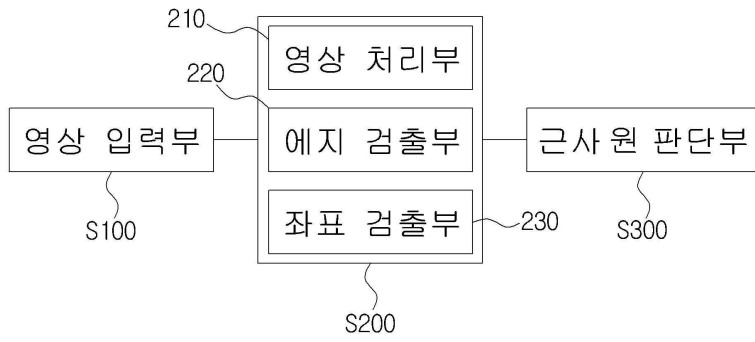 210
영상 처리부
220
영상 입력부
에지 검출부
근사원 판단부
S100
좌표 검출부
230
S300
S200